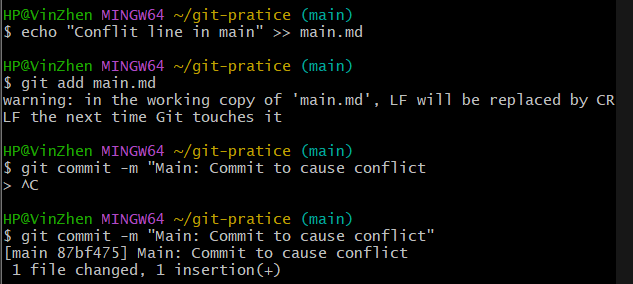 HP@VinZhen MINGW64 ~/git-pratice (main)
$ echo "Conflit line in main" >> main.md
HP@VinZhen MINGW64 ~/git-pratice (main)
$ git add main.md
warning: in the working copy of 'main.md', LF will be replaced by CR
LF the next time Git touches it
HP@VinZhen MINGW64 ~/git-pratice (main)
$ git commit -m "Main: Commit to cause conflict
> ^C
HP@VinZhen MINGW64 ~/git-pratice (main)
$ git commit -m "Main: Commit to cause conflict"
[main 87bf475] Main: Commit to cause conflict
 1 file changed, 1 insertion(+)